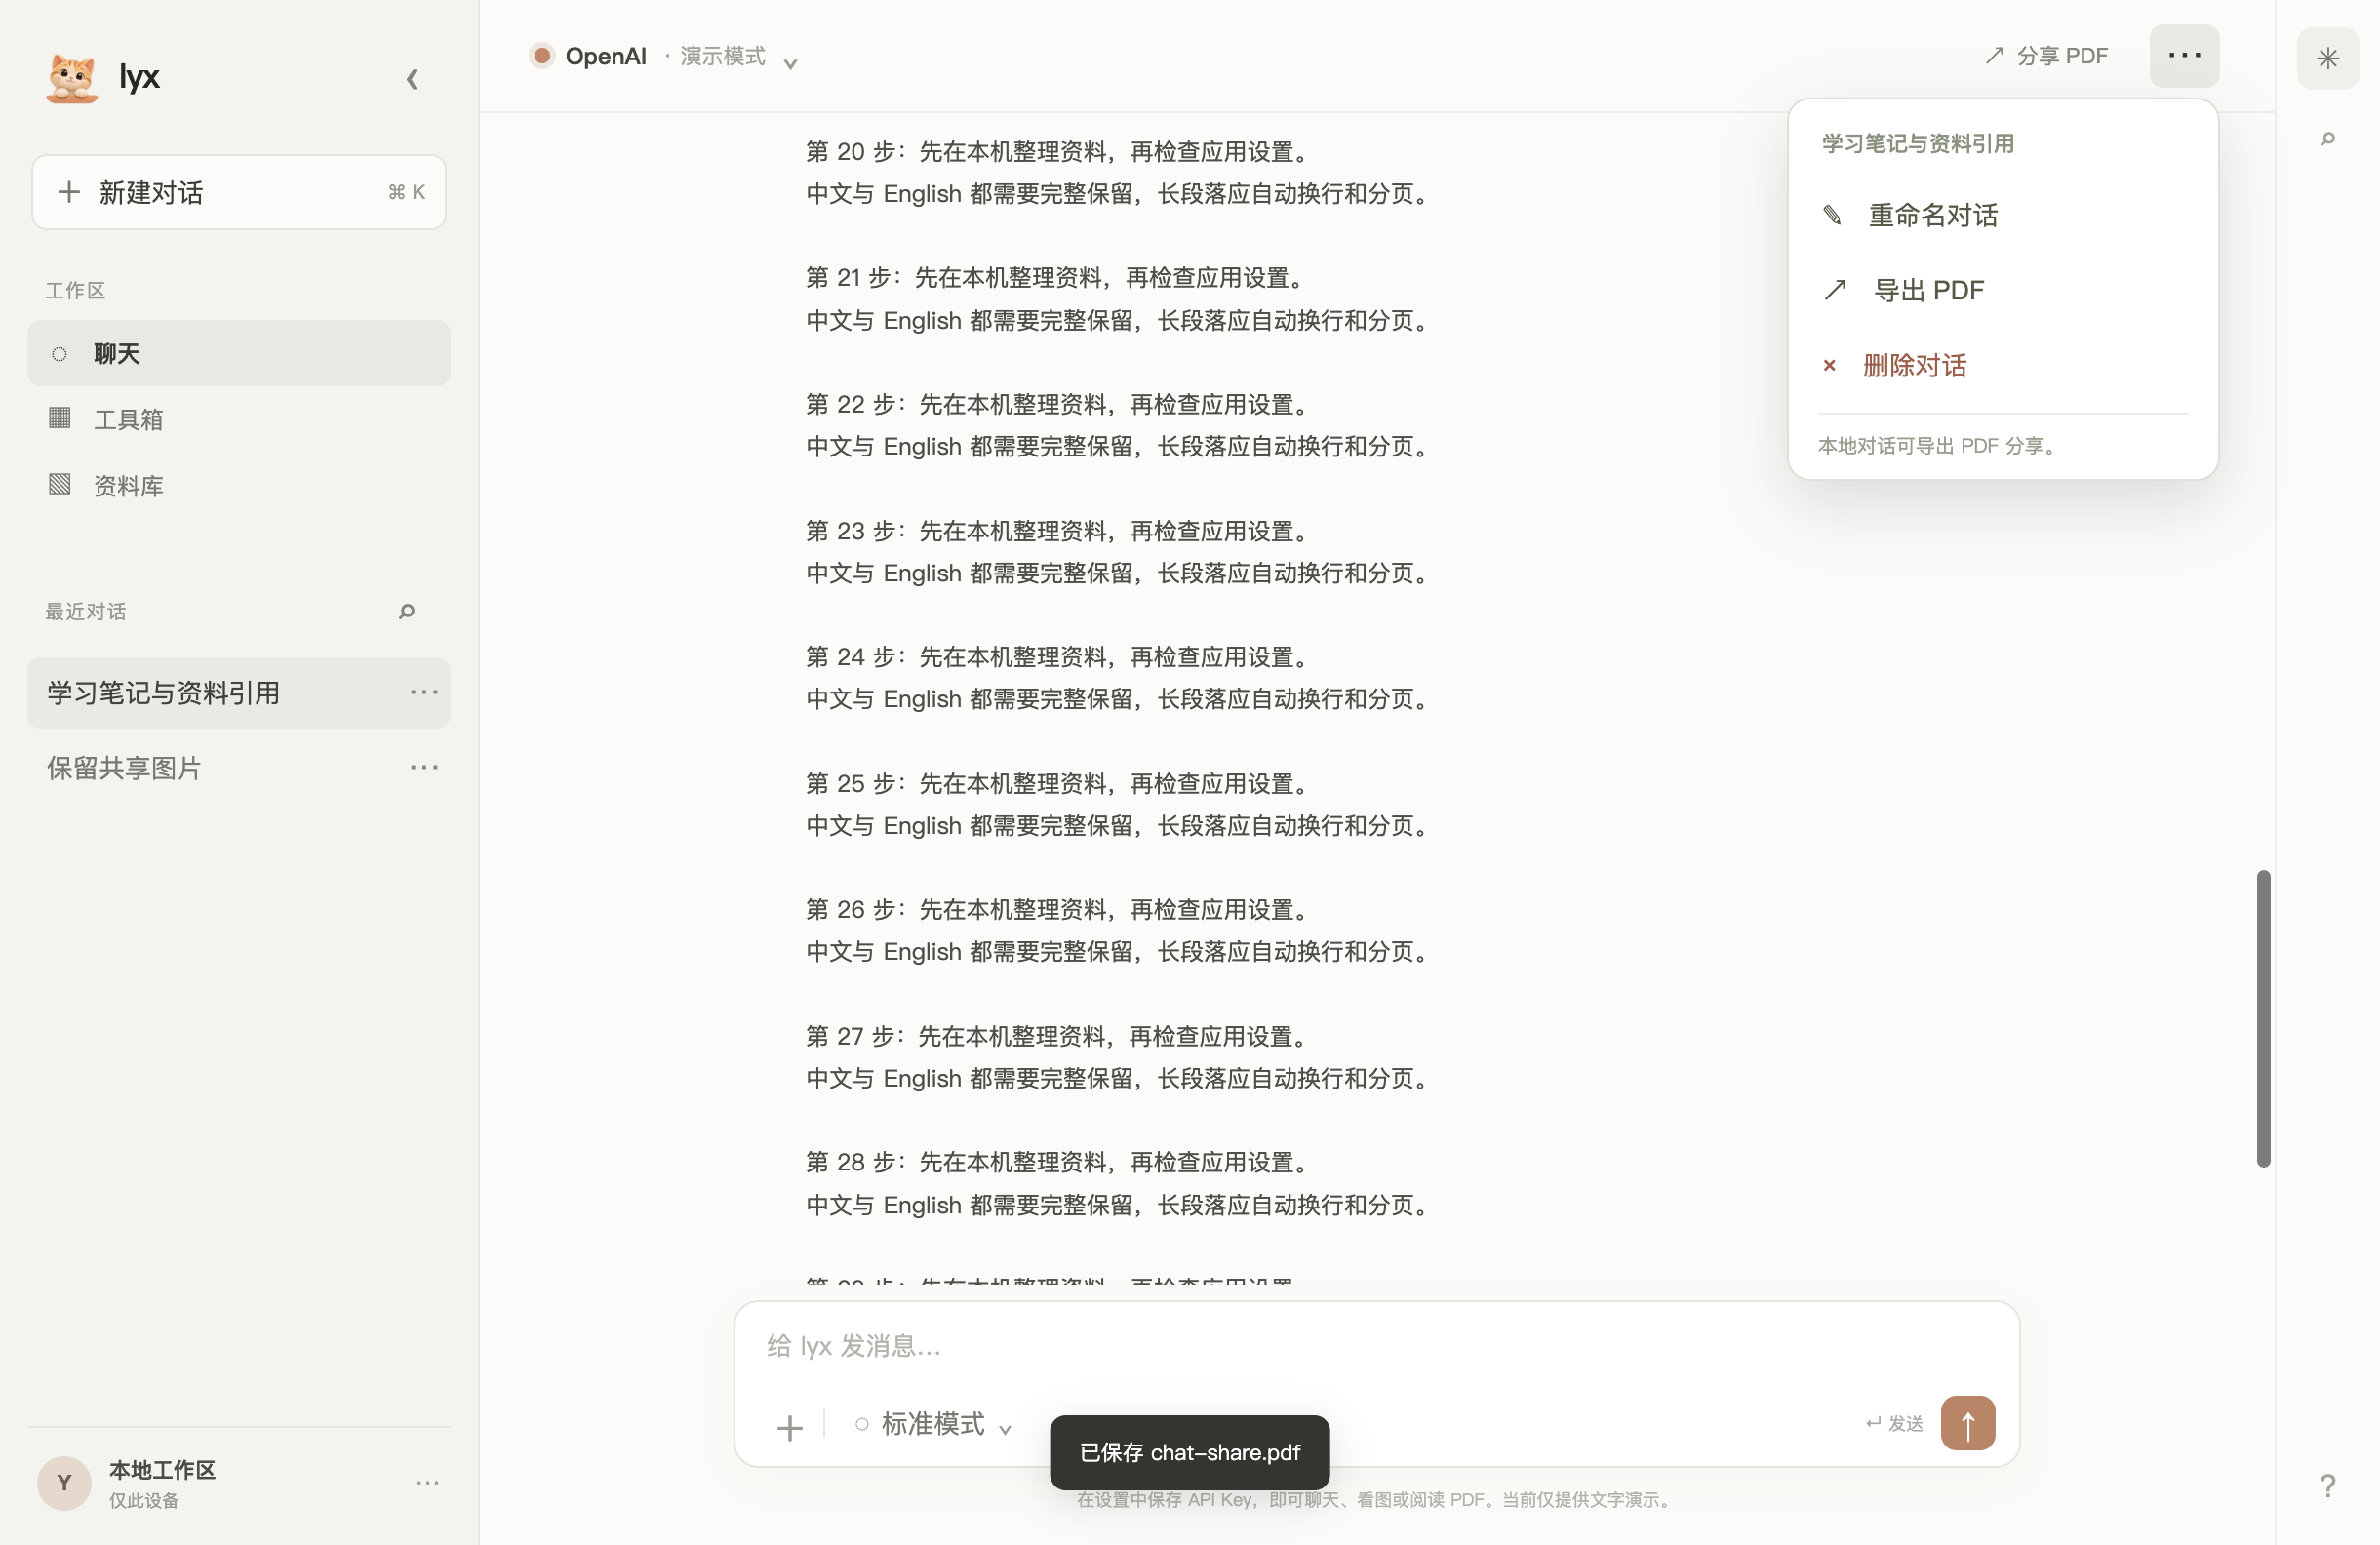 lyx
新建对话
⌘ K
工作区
聊天
工具箱
资料库
最近对话
学习笔记与资料引用
保留共享图片
Y
本地工作区
仅此设备
OpenAI · 演示模式
分享 PDF
第 20 步：先在本机整理资料，再检查应用设置。
中文与 English 都需要完整保留，长段落应自动换行和分页。
第 21 步：先在本机整理资料，再检查应用设置。
中文与 English 都需要完整保留，长段落应自动换行和分页。
第 22 步：先在本机整理资料，再检查应用设置。
中文与 English 都需要完整保留，长段落应自动换行和分页。
第 23 步：先在本机整理资料，再检查应用设置。
中文与 English 都需要完整保留，长段落应自动换行和分页。
第 24 步：先在本机整理资料，再检查应用设置。
中文与 English 都需要完整保留，长段落应自动换行和分页。
第 25 步：先在本机整理资料，再检查应用设置。
中文与 English 都需要完整保留，长段落应自动换行和分页。
第 26 步：先在本机整理资料，再检查应用设置。
中文与 English 都需要完整保留，长段落应自动换行和分页。
第 27 步：先在本机整理资料，再检查应用设置。
中文与 English 都需要完整保留，长段落应自动换行和分页。
第 28 步：先在本机整理资料，再检查应用设置。
中文与 English 都需要完整保留，长段落应自动换行和分页。
学习笔记与资料引用
重命名对话
导出 PDF
删除对话
本地对话可导出 PDF 分享。
给 lyx 发消息...
标准模式
↵ 发送
已保存 chat-share.pdf
在设置中保存 API Key，即可聊天、看图或阅读 PDF。当前仅提供文字演示。
?